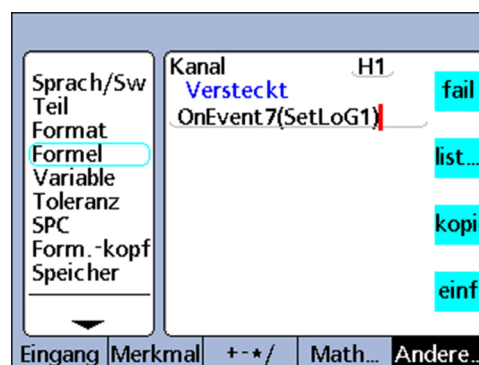 Sprach/Sw
Teil
Format
Formel
Variable
Toleranz
SPC
Form.-kopf
Speicher
Kanal H1
Versteckt
OnEvent7(SetLoG1)
fail
list...
kopi
einf
Eingang Merkmal +-*/ Math... Andere..